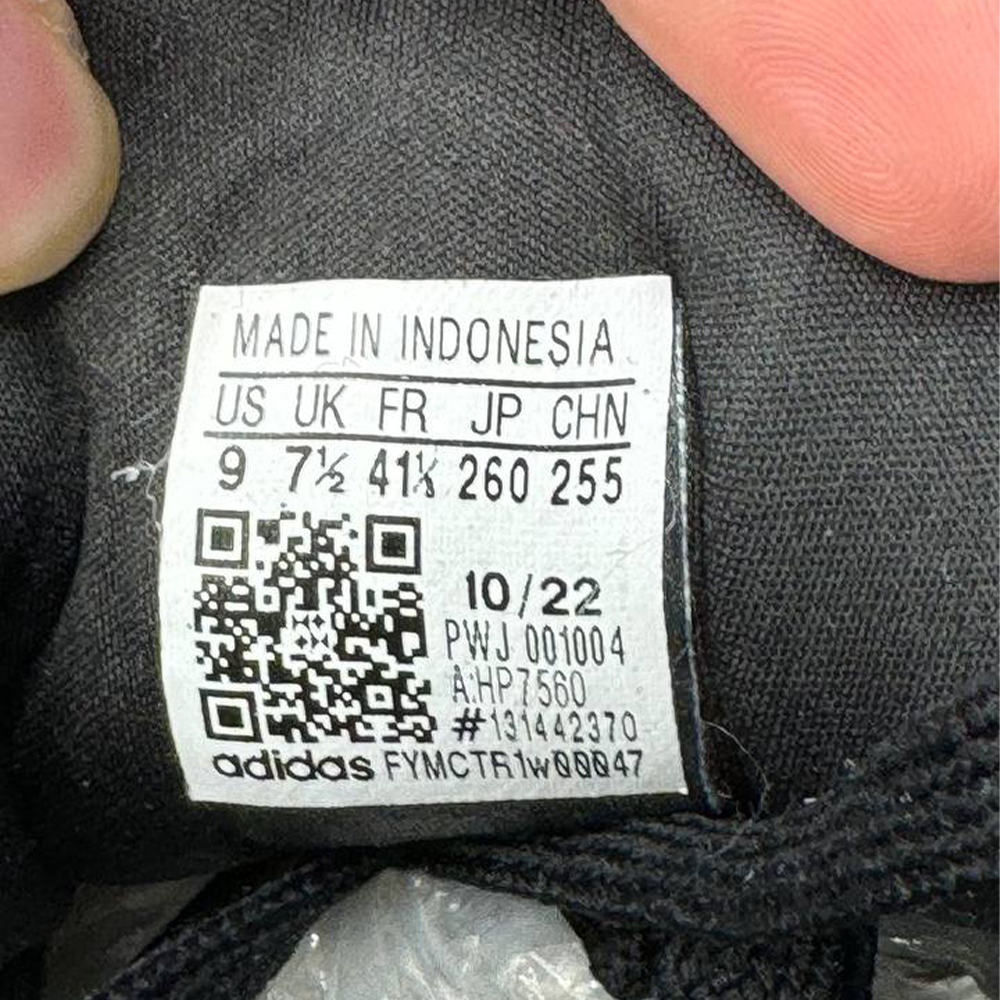 MADE IN INDONESIA
US UK FR JP CHN
9 7½ 41⅓ 260 255
10/22
PWJ 001004
A:HP7560
#131442370
adidas FYMCTR1w00047